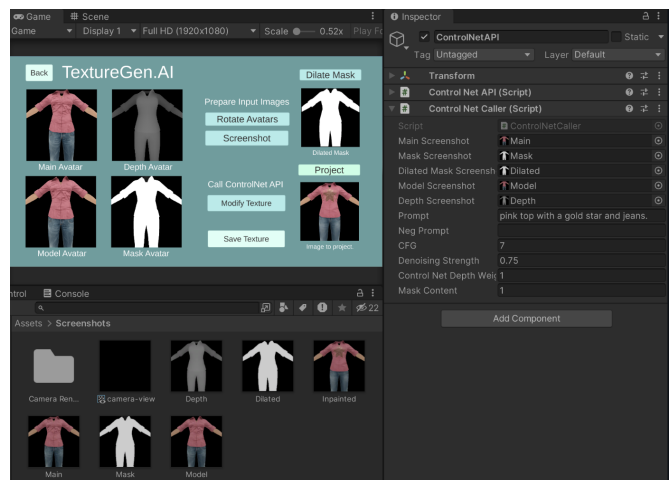 Game
Scene
Game
Display 1
Full HD (1920x1080)
Scale
0.52x
Play Fo
Back
TextureGen.AI
Dilate Mask
Prepare Input Images
Rotate Avatars
Screenshot
Dilated Mask
Main Avatar
Depth Avatar
Project
Call ControlNet API
Modify Texture
Save Texture
Image to project.
Model Avatar
Mask Avatar
ntrol
Console
22
Assets > Screenshots
Camera Ren...
camera-view
Depth
Dilated
Inpainted
Main
Mask
Model
Inspector
ControlNetAPI
Static
Tag Untagged
Layer Default
Transform
Control Net API (Script)
Control Net Caller (Script)
Script
ControlNetCaller
Main Screenshot
Main
Mask Screenshot
Mask
Dilated Mask Screensh
Dilated
Model Screenshot
Model
Depth Screenshot
Depth
Prompt
pink top with a gold star and jeans.
Neg Prompt
CFG
7
Denoising Strength
0.75
Control Net Depth Weig
1
Mask Content
1
Add Component